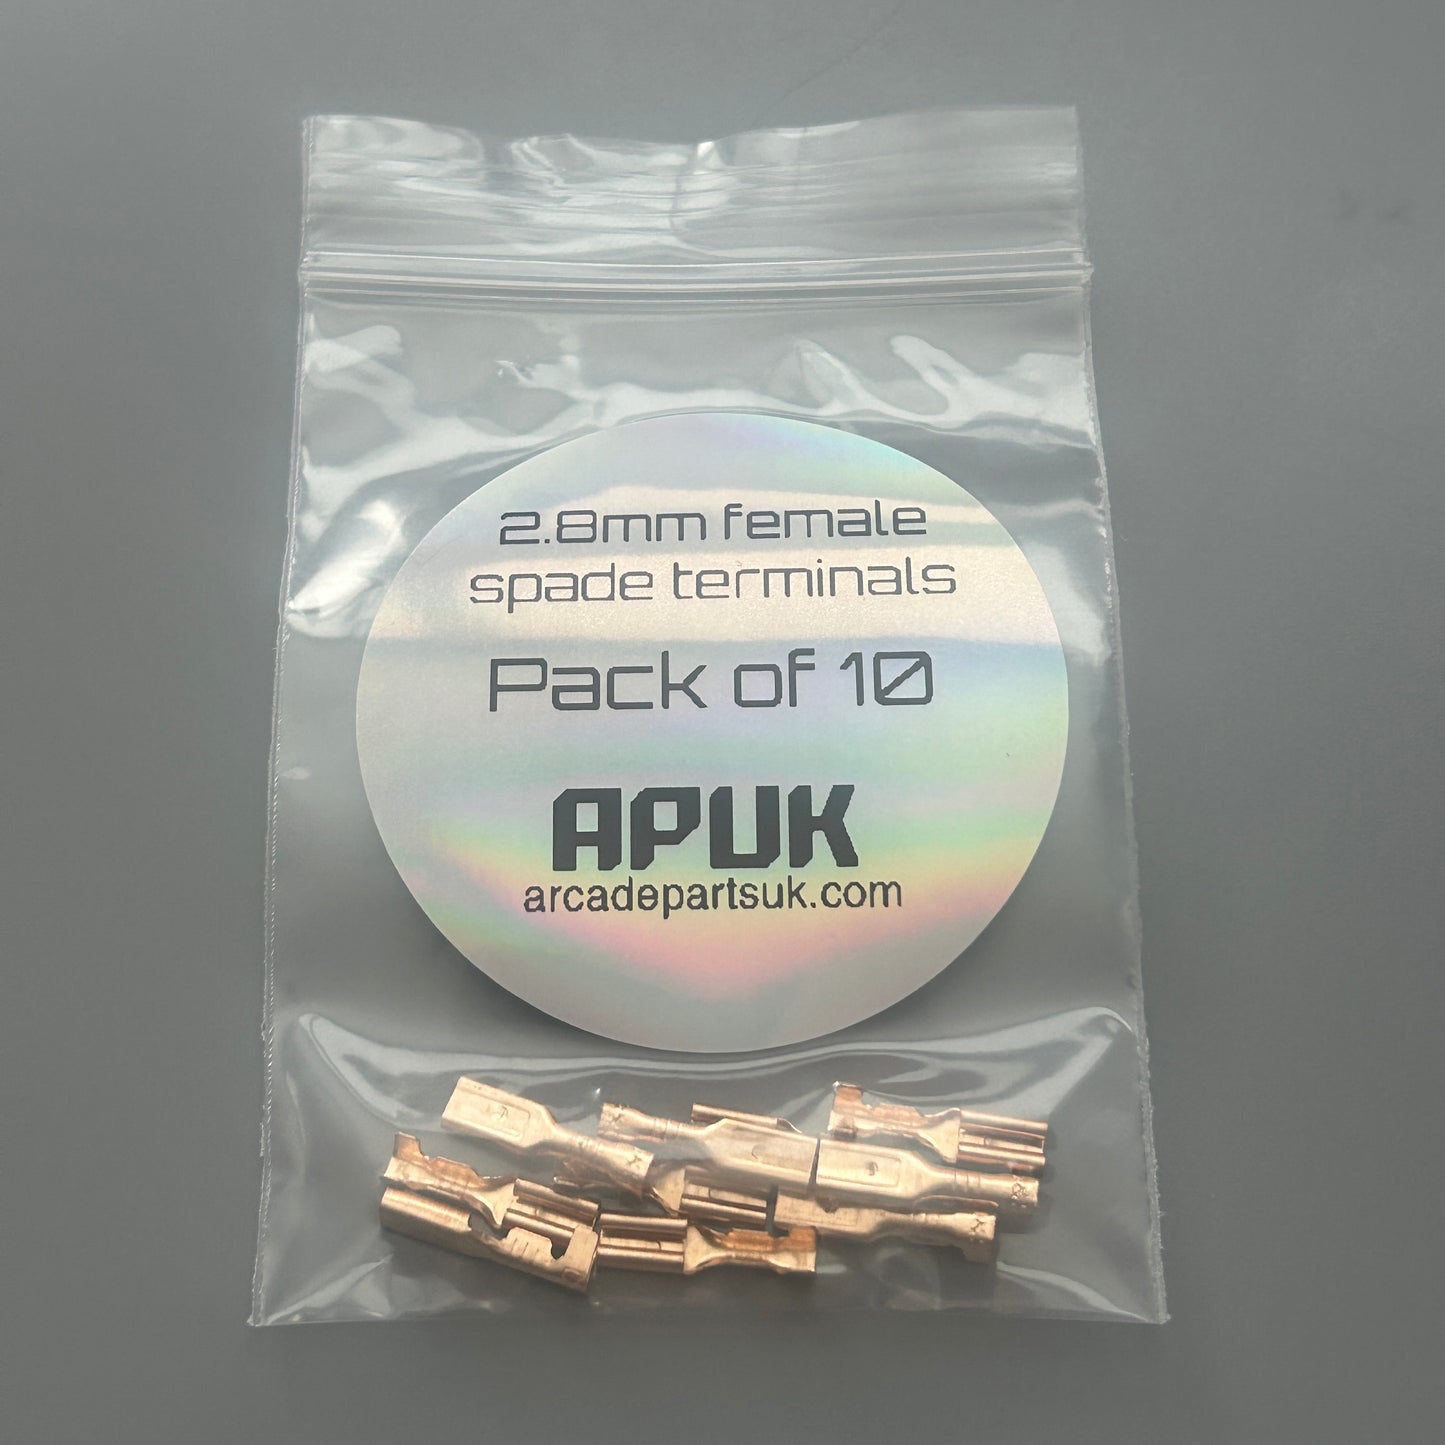 2.8mm female
spade terminals
Pack of 10
APUK
arcadepartsuk.com